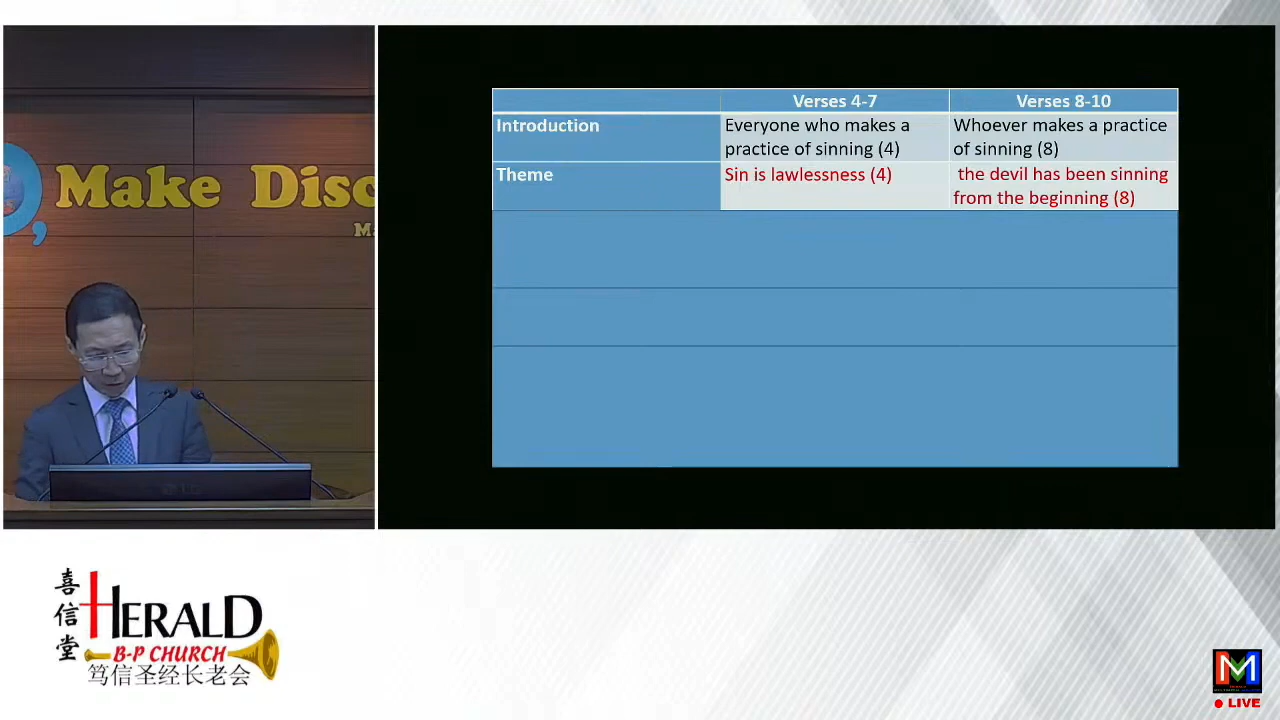 Make Disc
Verses 4-7
Verses 8-10
Introduction
Everyone who makes a
practice of sinning (4)
Whoever makes a practice
of sinning (8)
Theme
Sin is lawlessness (4)
the devil has been sinning
from the beginning (8)
喜信堂
HERALD
B-P CHURCH
笃信圣经长老会
M
LIVE